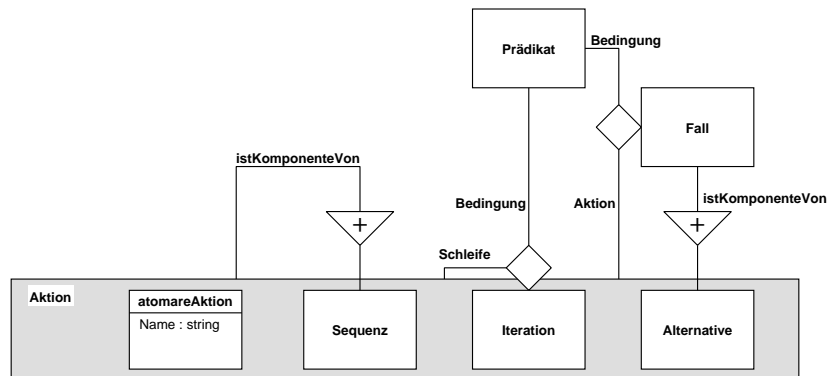 Prädikat
Bedingung
Fall
istKomponenteVon
istKomponenteVon
Bedingung
Aktion
+
+
Schleife
Aktion
atomareAktion
Name : string
Sequenz
Iteration
Alternative